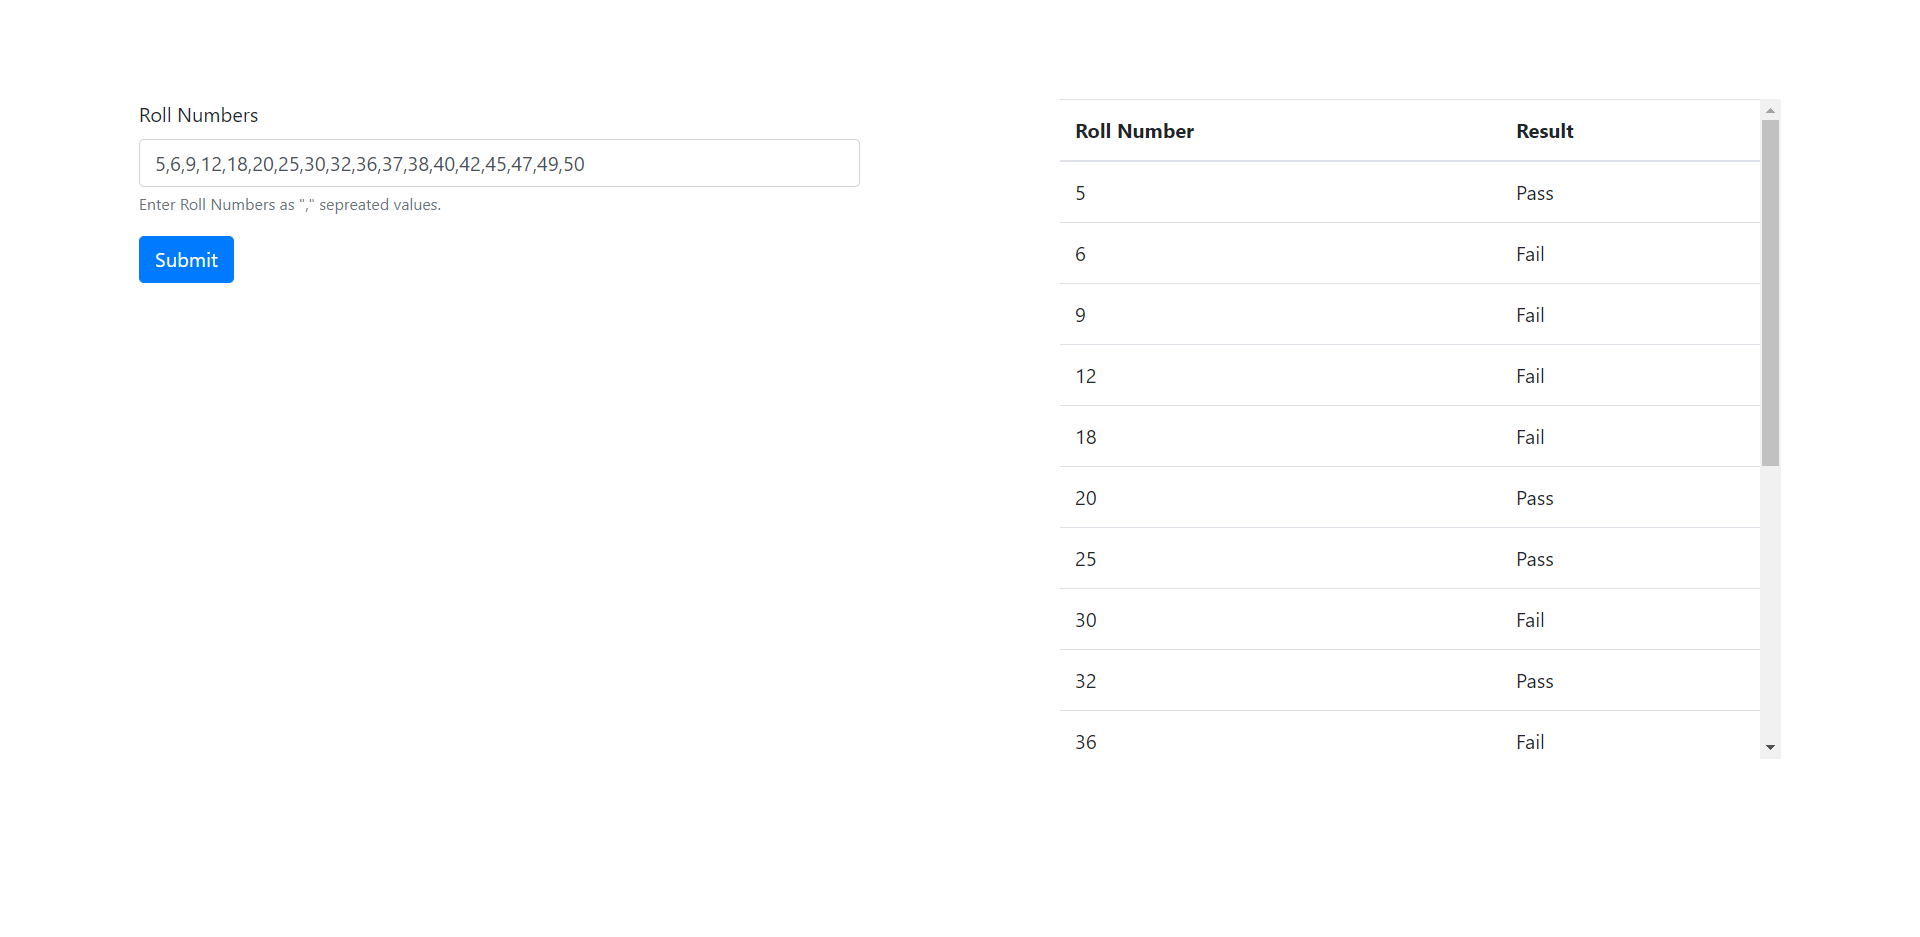 Roll Numbers
5,6,9,12,18,20,25,30,32,36,37,38,40,42,45,47,49,50
Enter Roll Numbers as "," sepreated values.
Submit
Roll Number Result
5 Pass
6 Fail
9 Fail
12 Fail
18 Fail
20 Pass
25 Pass
30 Fail
32 Pass
36 Fail